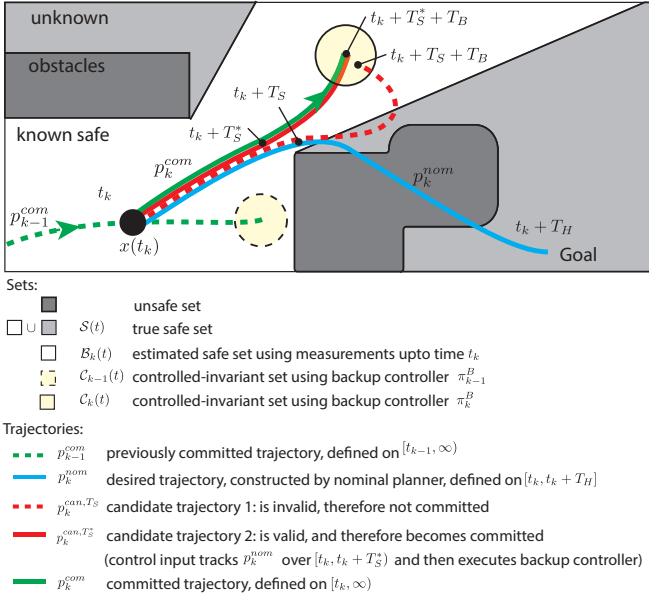 unknown
t_k + T_S^* + T_B
t_k + T_S + T_B
obstacles
t_k + T_S
known safe
t_k + T_S^*
p_k^{com}
p_k^{nom}
t_k
p_{k-1}^{com}
t_k + T_H
x(t_k)
Goal
Sets:
unsafe set
∪ S(t) true safe set
B_k(t) estimated safe set using measurements upto time t_k
C_{k-1}(t) controlled-invariant set using backup controller π_{k-1}^B
C_k(t) controlled-invariant set using backup controller π_k^B
Trajectories:
p_{k-1}^{com} previously committed trajectory, defined on [t_{k-1}, ∞)
p_k^{nom} desired trajectory, constructed by nominal planner, defined on [t_k, t_k + T_H]
p_k^{can,T_S} candidate trajectory 1: is invalid, therefore not committed
p_k^{can,T_S^*} candidate trajectory 2: is valid, and therefore becomes committed
(control input tracks p_k^{nom} over [t_k, t_k + T_S^*) and then executes backup controller)
p_k^{com} committed trajectory, defined on [t_k, ∞)